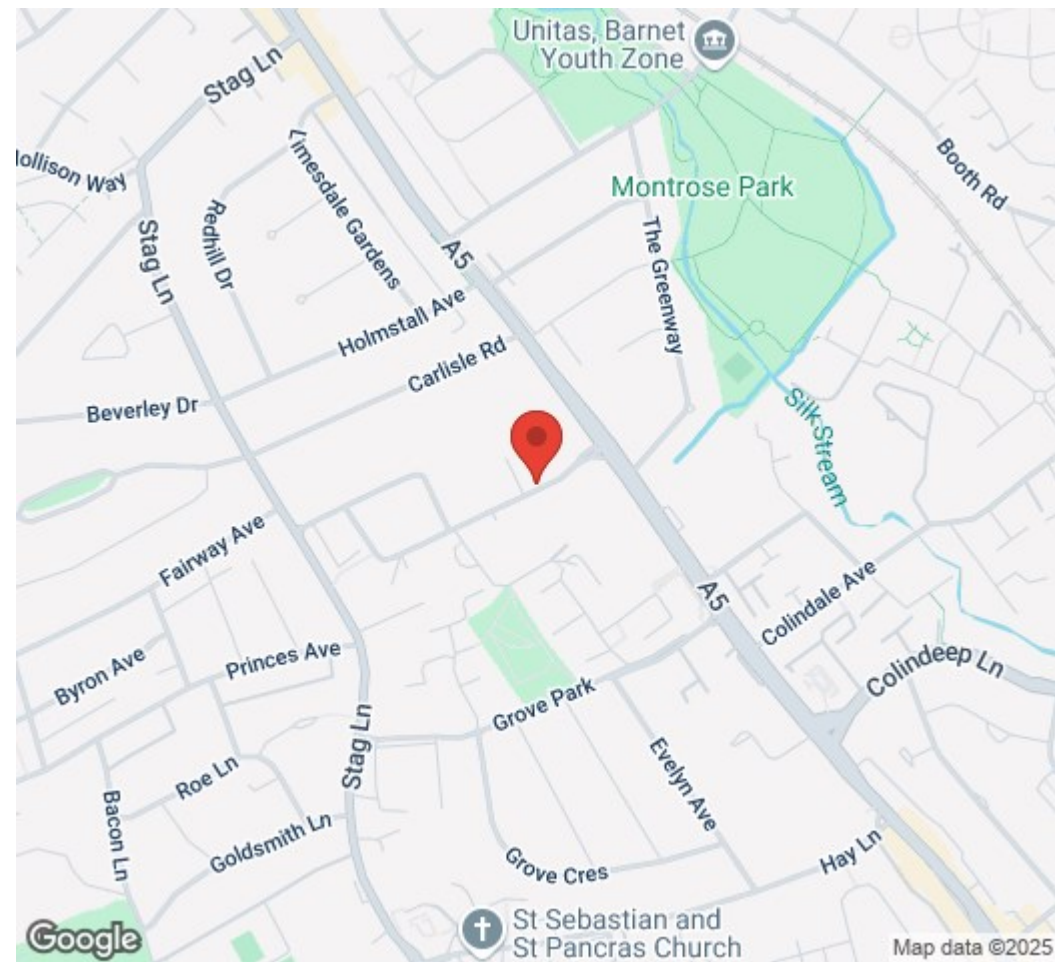 Unitas, Barnet
Youth Zone
Stag Ln
Limesdale Gardens
Booth Rd
Montrose Park
Redhill Dr
Stag Ln
A5
The Greenway
Holmstall Ave
Carlisle Rd
Beverley Dr
Silk Stream
Fairway Ave
A5
Colindale Ave
Byron Ave
Princes Ave
Colindeep Ln
Grove Park
Stag Ln
Roe Ln
Evelyn Ave
Bacon Ln
Goldsmith Ln
Grove Cres
Hay Ln
St Sebastian and
St Pancras Church
Google
Map data ©2025